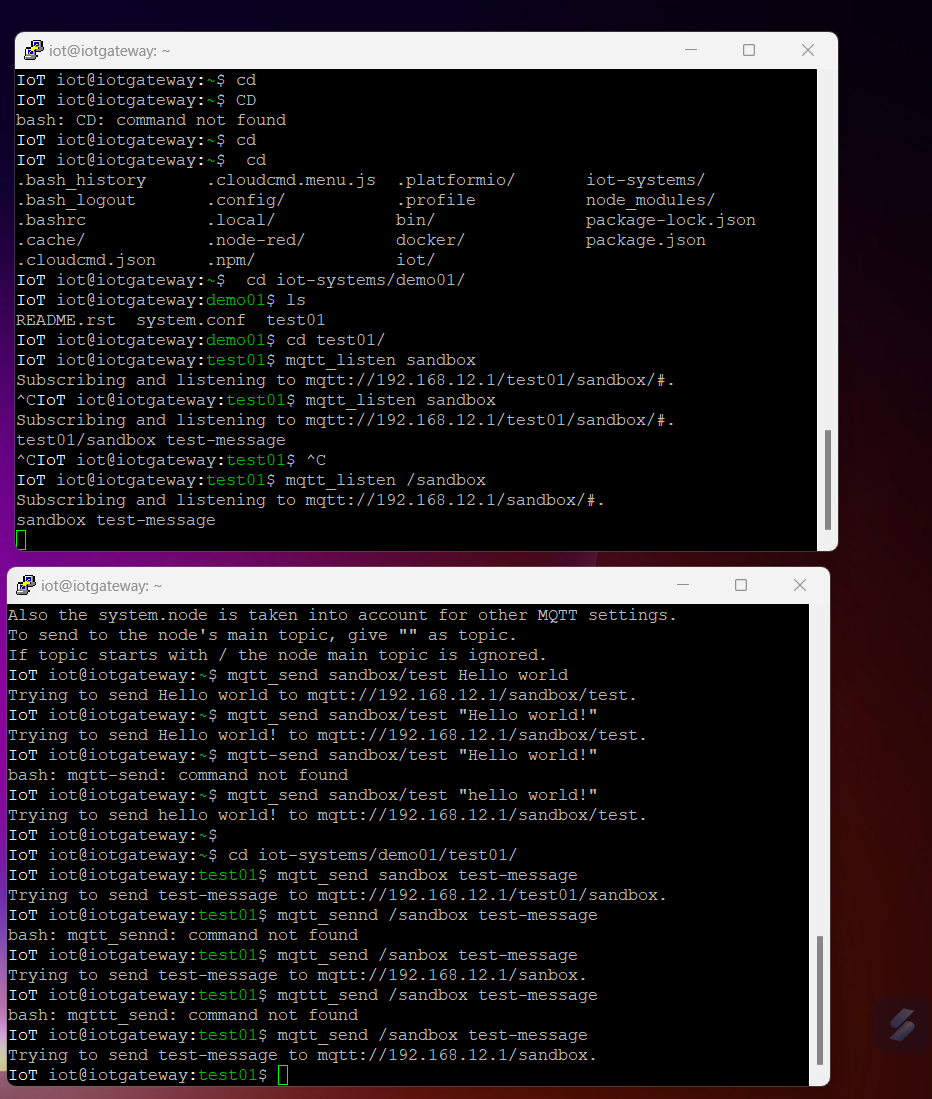 iot@iotgateway: ~
IoT iot@iotgateway:~$ cd
IoT iot@iotgateway:~$ CD
bash: CD: command not found
IoT iot@iotgateway:~$ cd
IoT iot@iotgateway:~$  cd
.bash_history      .cloudcmd.menu.js  .platformio/       iot-systems/
.bash_logout       .config/           .profile           node_modules/
.bashrc            .local/            bin/               package-lock.json
.cache/            .node-red/         docker/            package.json
.cloudcmd.json     .npm/              iot/
IoT iot@iotgateway:~$  cd iot-systems/demo01/
IoT iot@iotgateway:demo01$ ls
README.rst  system.conf  test01
IoT iot@iotgateway:demo01$ cd test01/
IoT iot@iotgateway:test01$ mqtt_listen sandbox
Subscribing and listening to mqtt://192.168.12.1/test01/sandbox/#.
^CIoT iot@iotgateway:test01$ mqtt_listen sandbox
Subscribing and listening to mqtt://192.168.12.1/test01/sandbox/#.
test01/sandbox test-message
^CIoT iot@iotgateway:test01$ ^C
IoT iot@iotgateway:test01$ mqtt_listen /sandbox
Subscribing and listening to mqtt://192.168.12.1/sandbox/#.
sandbox test-message
iot@iotgateway: ~
Also the system.node is taken into account for other MQTT settings.
To send to the node's main topic, give "" as topic.
If topic starts with / the node main topic is ignored.
IoT iot@iotgateway:~$ mqtt_send sandbox/test Hello world
Trying to send Hello world to mqtt://192.168.12.1/sandbox/test.
IoT iot@iotgateway:~$ mqtt_send sandbox/test "Hello world!"
Trying to send Hello world! to mqtt://192.168.12.1/sandbox/test.
IoT iot@iotgateway:~$ mqtt-send sandbox/test "Hello world!"
bash: mqtt-send: command not found
IoT iot@iotgateway:~$ mqtt_send sandbox/test "hello world!"
Trying to send hello world! to mqtt://192.168.12.1/sandbox/test.
IoT iot@iotgateway:~$
IoT iot@iotgateway:~$ cd iot-systems/demo01/test01/
IoT iot@iotgateway:test01$ mqtt_send sandbox test-message
Trying to send test-message to mqtt://192.168.12.1/test01/sandbox.
IoT iot@iotgateway:test01$ mqtt_sennd /sandbox test-message
bash: mqtt_sennd: command not found
IoT iot@iotgateway:test01$ mqtt_send /sanbox test-message
Trying to send test-message to mqtt://192.168.12.1/sanbox.
IoT iot@iotgateway:test01$ mqttt_send /sandbox test-message
bash: mqttt_send: command not found
IoT iot@iotgateway:test01$ mqtt_send /sandbox test-message
Trying to send test-message to mqtt://192.168.12.1/sandbox.
IoT iot@iotgateway:test01$